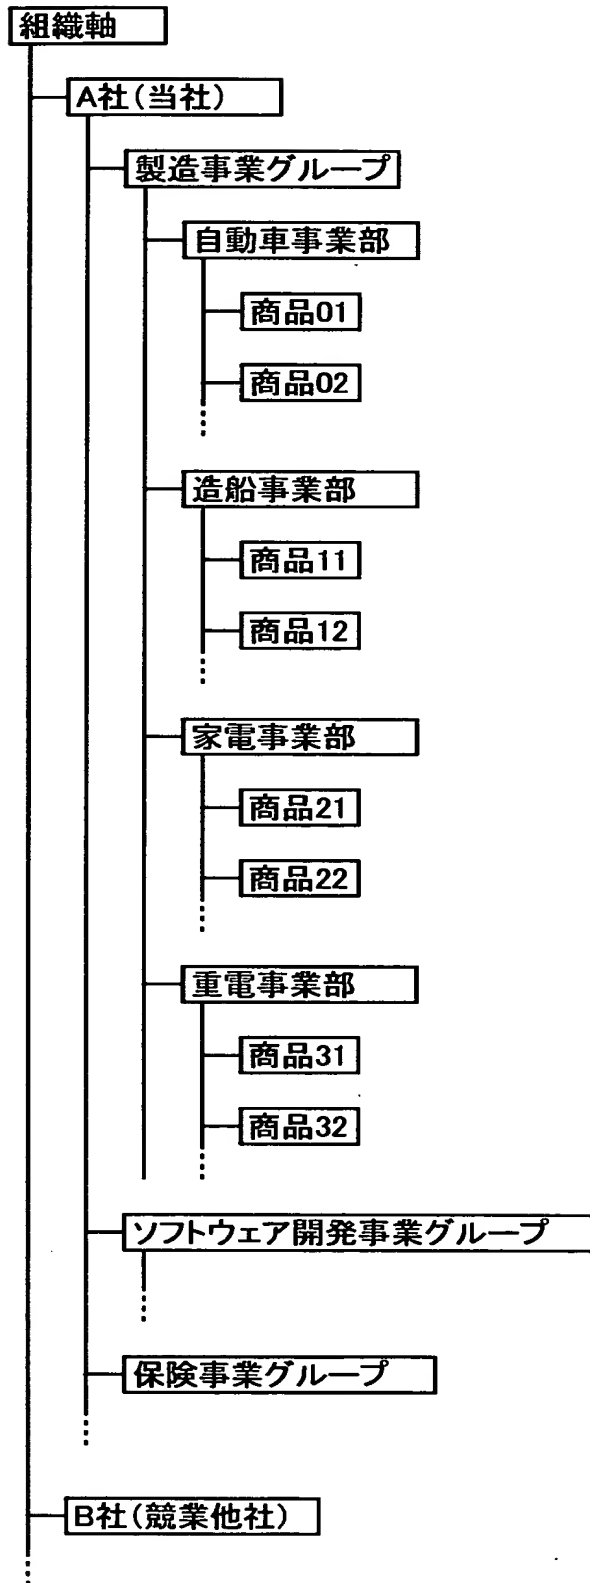 組織軸
A社(当社)
製造事業グループ
自動車事業部
商品01
商品02
造船事業部
商品11
商品12
家電事業部
商品21
商品22
重電事業部
商品31
商品32
ソフトウェア開発事業グループ
保険事業グループ
B社(競業他社)